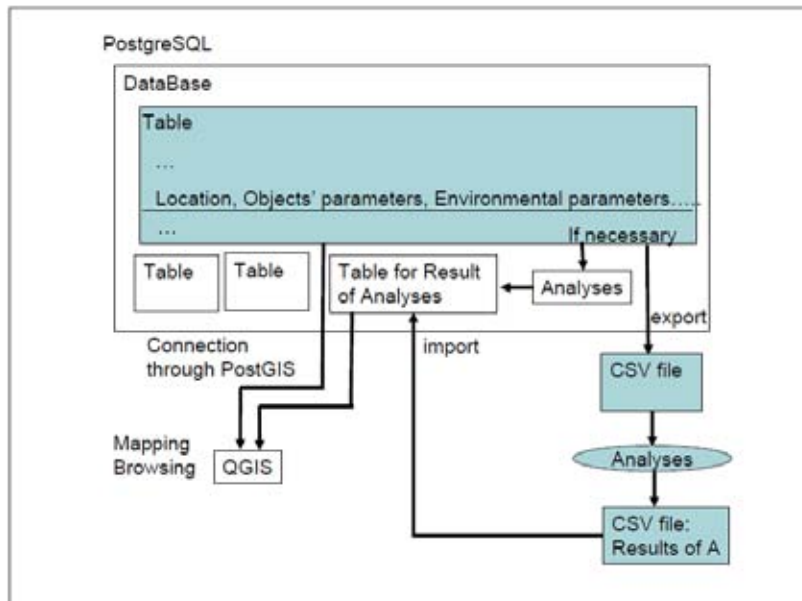 PostgreSQL
DataBase
Table
...
Location, Objects' parameters, Environmental parameters.....
...
If necessary
Table
Table
Table for Result
of Analyses
Analyses
export
Connection
through PostGIS
import
CSV file
Mapping
Browsing
QGIS
Analyses
CSV file:
Results of A